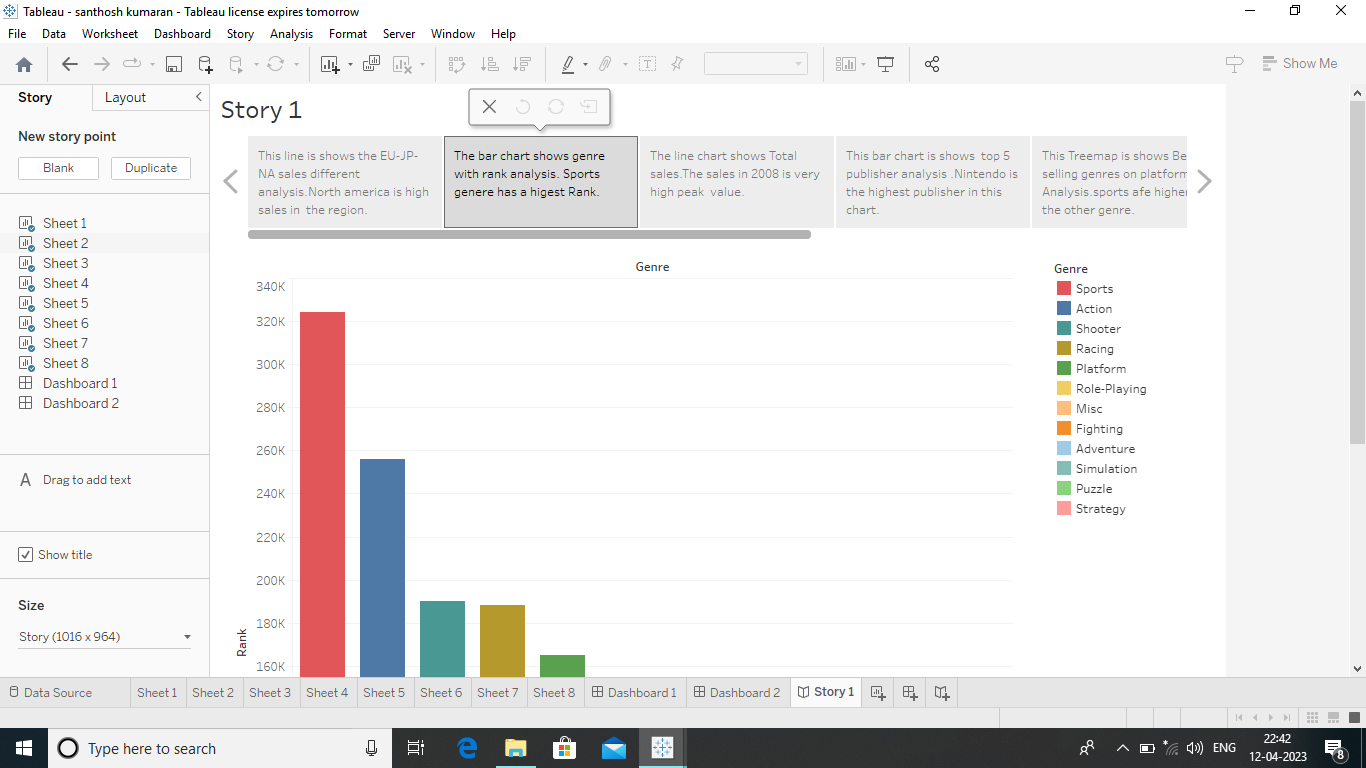 Tableau - santhosh kumaran - Tableau license expires tomorrow
File Data Worksheet Dashboard Story Analysis Format Server Window Help
Show Me
Story Layout
New story point
Blank Duplicate
Sheet 1
Sheet 2
Sheet 3
Sheet 4
Sheet 5
Sheet 6
Sheet 7
Sheet 8
Dashboard 1
Dashboard 2
A Drag to add text
Show title
Size
Story (1016 x 964)
Story 1
This line is shows the EU-JP-
NA sales different
analysis.North america is high
sales in the region.
The bar chart shows genre
with rank analysis. Sports
genere has a higest Rank.
The line chart shows Total
sales.The sales in 2008 is very
high peak value.
This bar chart is shows top 5
publisher analysis .Nintendo is
the highest publisher in this
chart.
This Treemap is shows Be
selling genres on platform
Analysis.sports afe higher
the other genre.
Genre
340K
320K
300K
280K
260K
240K
220K
200K
180K
160K
Rank
Genre
Sports
Action
Shooter
Racing
Platform
Role-Playing
Misc
Fighting
Adventure
Simulation
Puzzle
Strategy
Data Source Sheet 1 Sheet 2 Sheet 3 Sheet 4 Sheet 5 Sheet 6 Sheet 7 Sheet 8 Dashboard 1 Dashboard 2 Story 1
Type here to search
ENG
22:42
12-04-2023
8